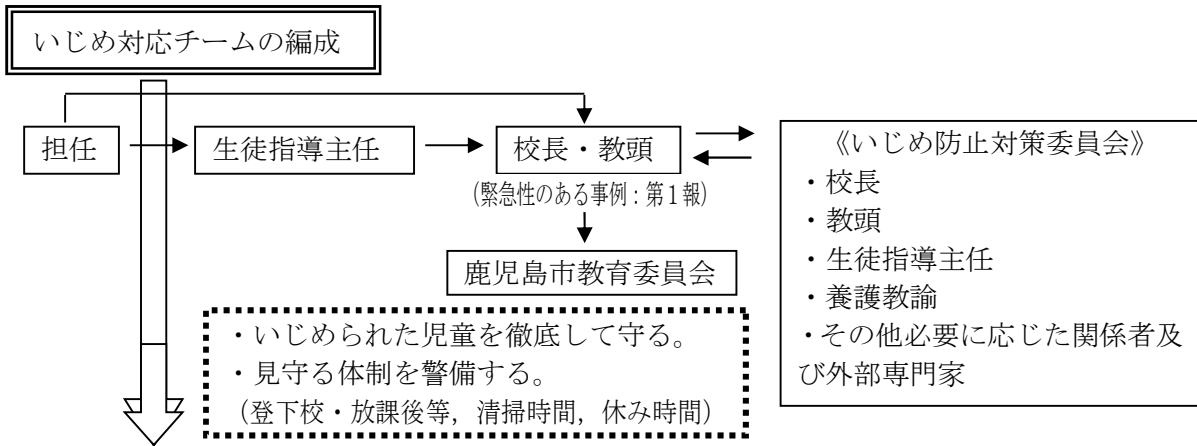 いじめ対応チームの編成
担任
生徒指導主任
校長・教頭
(緊急性のある事例：第１報)
鹿児島市教育委員会
《いじめ防止対策委員会》
・校長
・教頭
・生徒指導主任
・養護教諭
・その他必要に応じた関係者及
び外部専門家
・いじめられた児童を徹底して守る。
・見守る体制を警備する。
(登下校・放課後等，清掃時間，休み時間)